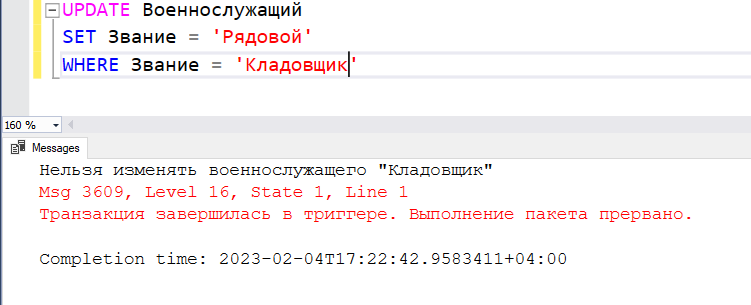 UPDATE Военнослужащий
SET Звание = 'Рядовой'
WHERE Звание = 'Кладовщик'
160 %
Messages
Нельзя изменять военнослужащего "Кладовщик"
Msg 3609, Level 16, State 1, Line 1
Транзакция завершилась в триггере. Выполнение пакета прервано.
Completion time: 2023-02-04T17:22:42.9583411+04:00